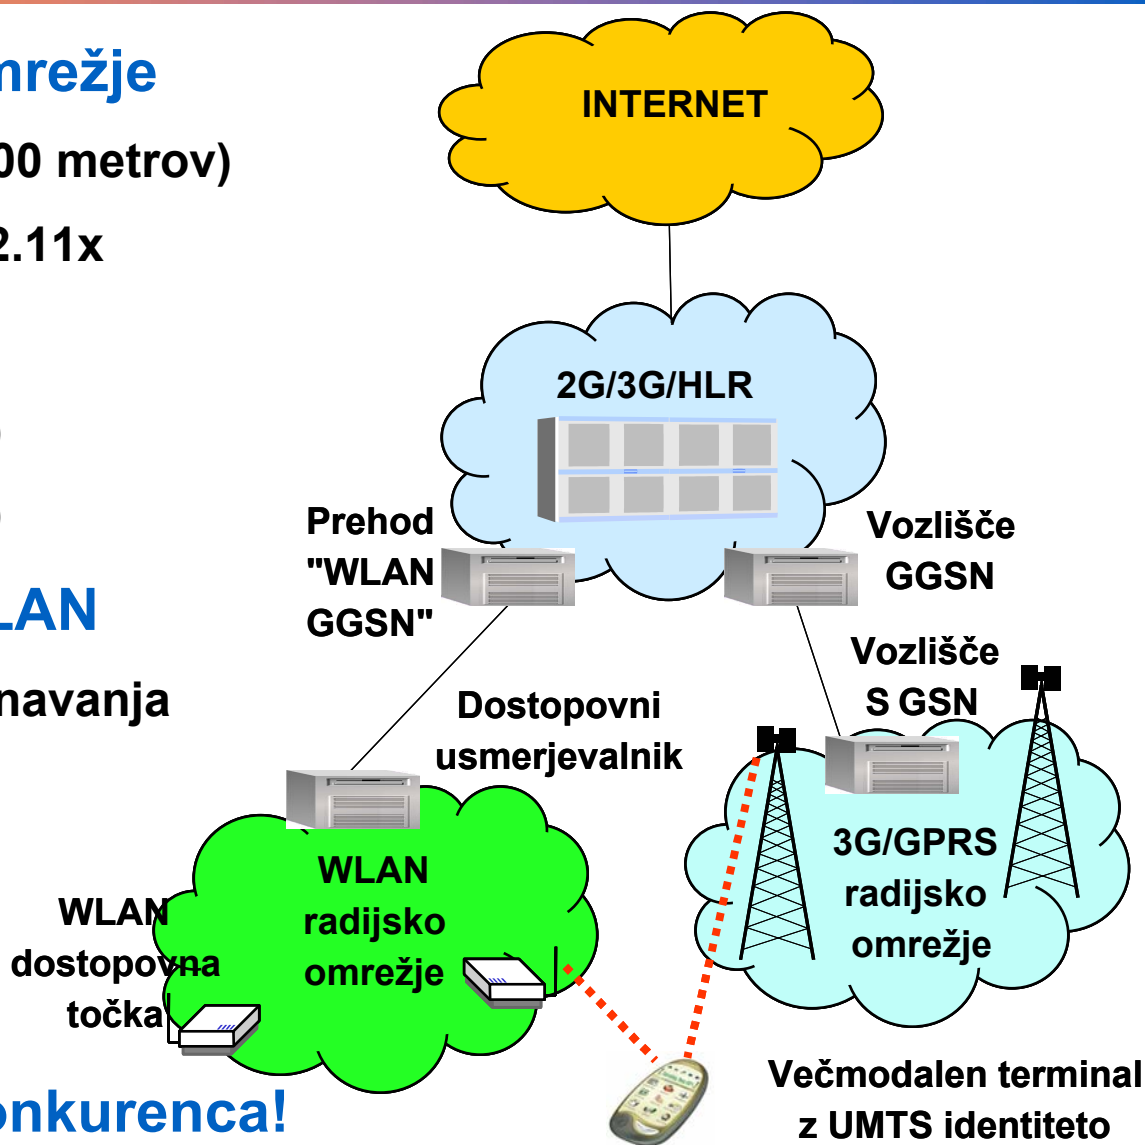 mrežje
00 metrov)
2.11x
)
)
LAN
navanja
onkurenca!
INTERNET
2G/3G/HLR
Prehod
"WLAN
GGSN"
Vozlišče
GGSN
Vozlišče
S GSN
Dostopovni
usmerjevalnik
WLAN
radijsko
omrežje
3G/GPRS
radijsko
omrežje
WLAN
dostopovna
točka
Večmodalen terminal
z UMTS identiteto